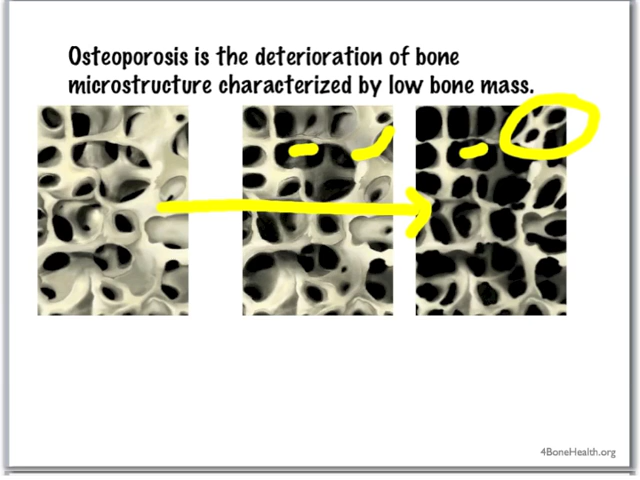 Osteoporosis is the deterioration of bone
microstructure characterized by low bone mass.
4BoneHealth.org